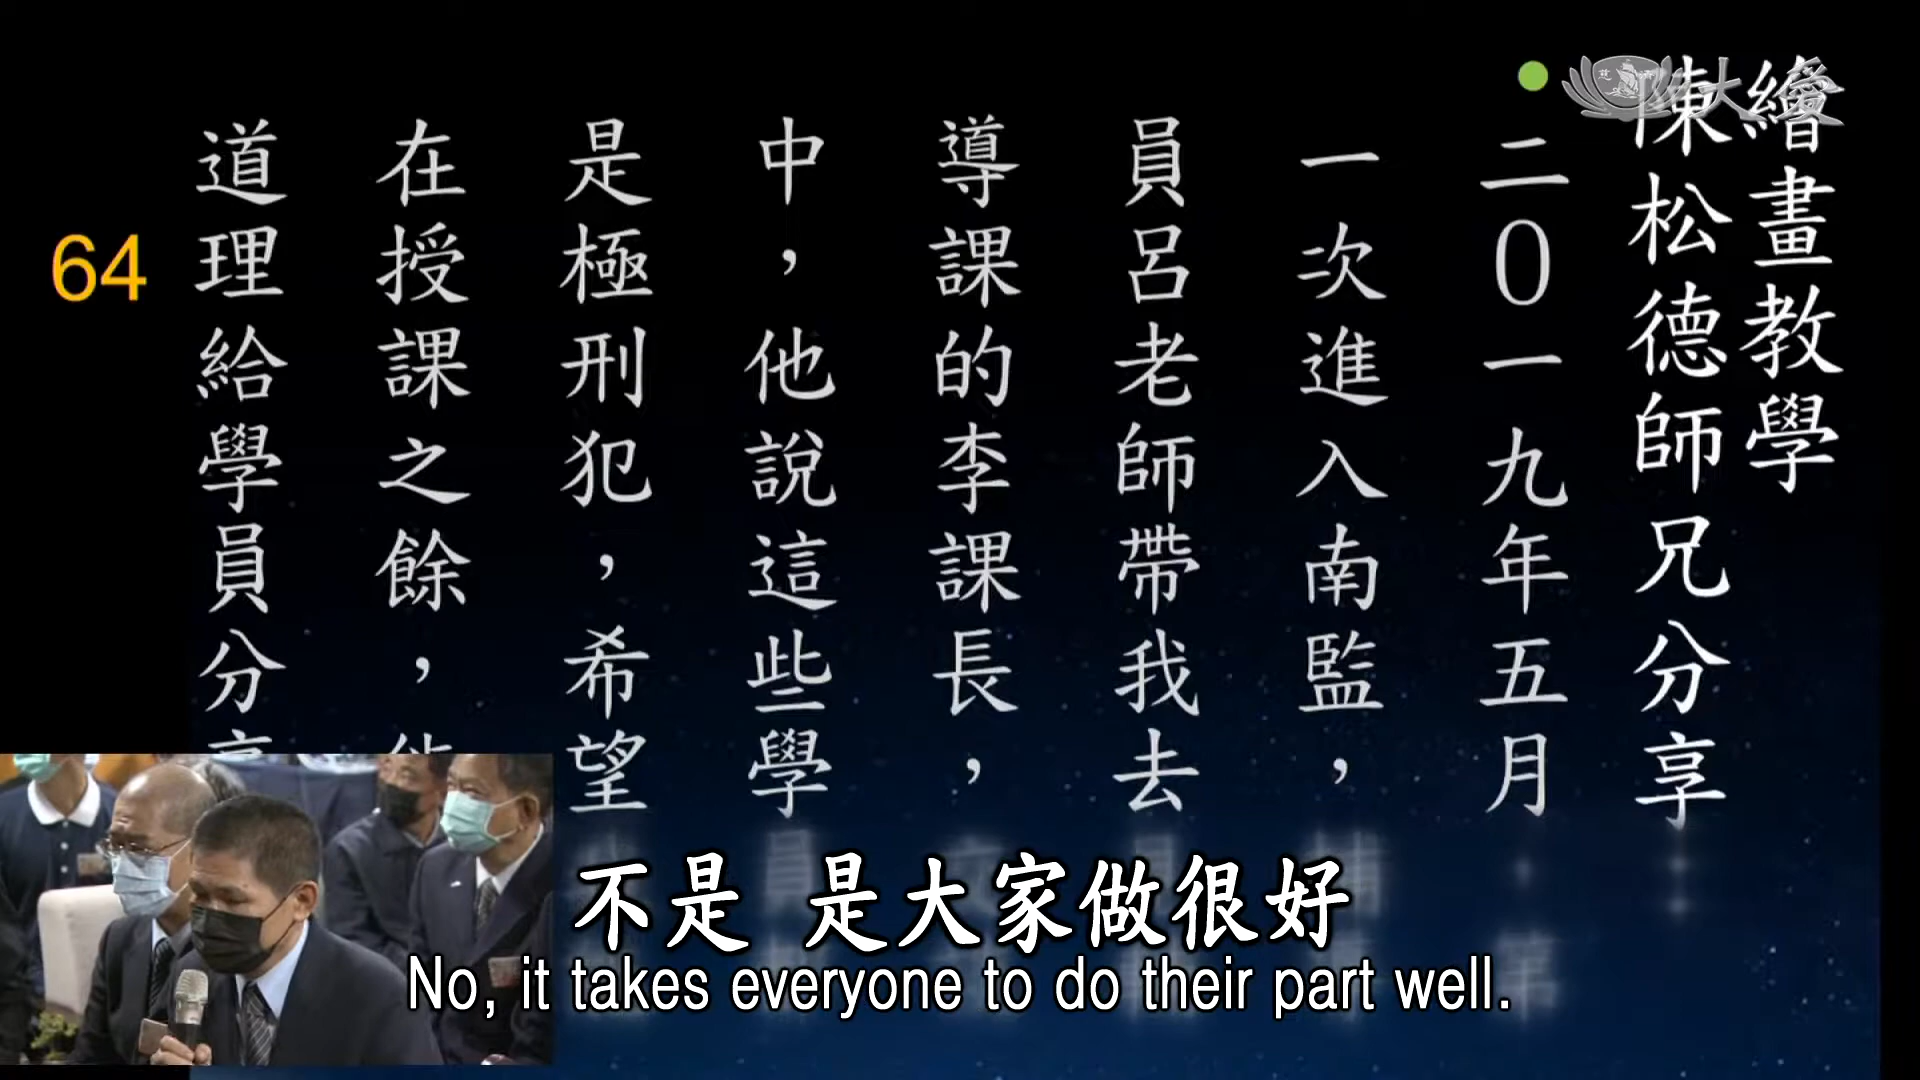 繪畫教學
陳松德師兄分享
二０一九年五月
一次進入南監，
員呂老師帶我去
導課的李課長，
中，他說這些學
是極刑犯，希望
在授課之餘，
道理給學員分享
64
大愛
不是 是大家做很好
No, it takes everyone to do their part well.